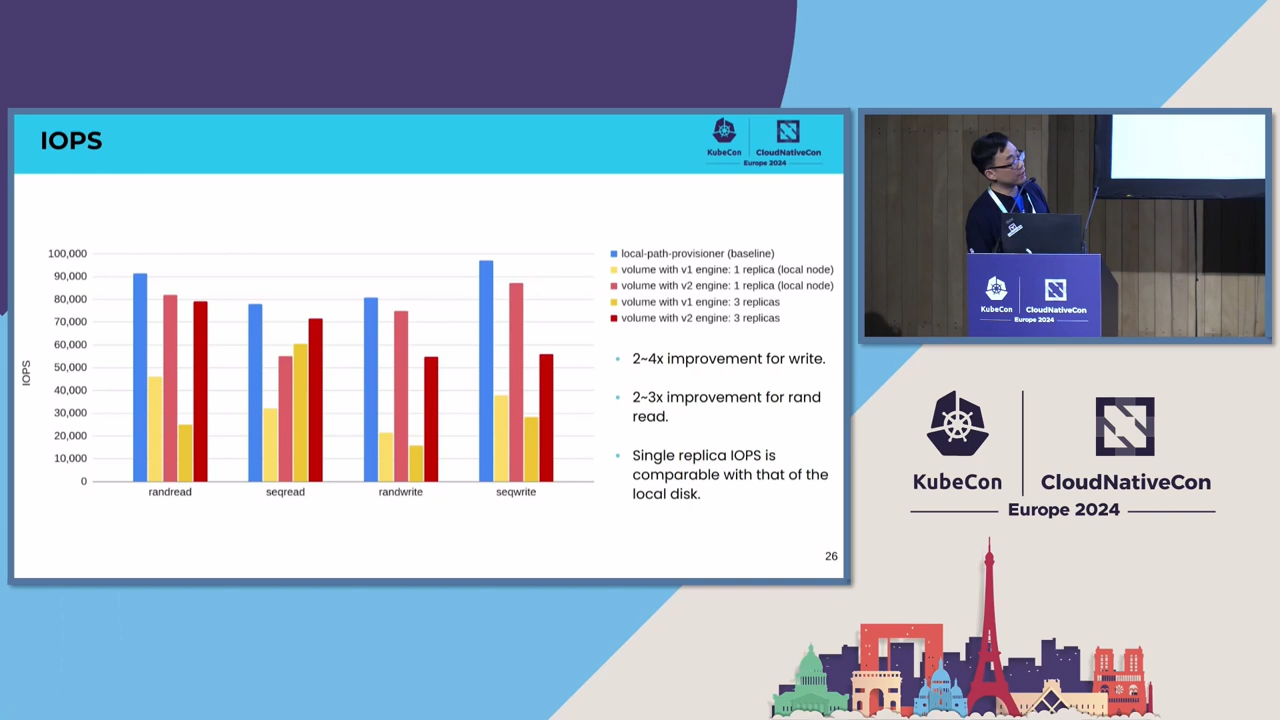 IOPS
KubeCon
CloudNativeCon
Europe 2024
100,000
90,000
80,000
70,000
60,000
50,000
40,000
30,000
20,000
10,000
0
IOPS
randread
seqread
randwrite
seqwrite
local-path-provisioner (baseline)
volume with v1 engine: 1 replica (local node)
volume with v2 engine: 1 replica (local node)
volume with v1 engine: 3 replicas
volume with v2 engine: 3 replicas
• 2~4x improvement for write.
• 2~3x improvement for rand
read.
• Single replica IOPS is
comparable with that of the
local disk.
26
KubeCon
CloudNativeCon
Europe 2024
KubeCon
CloudNativeCon
Europe 2024